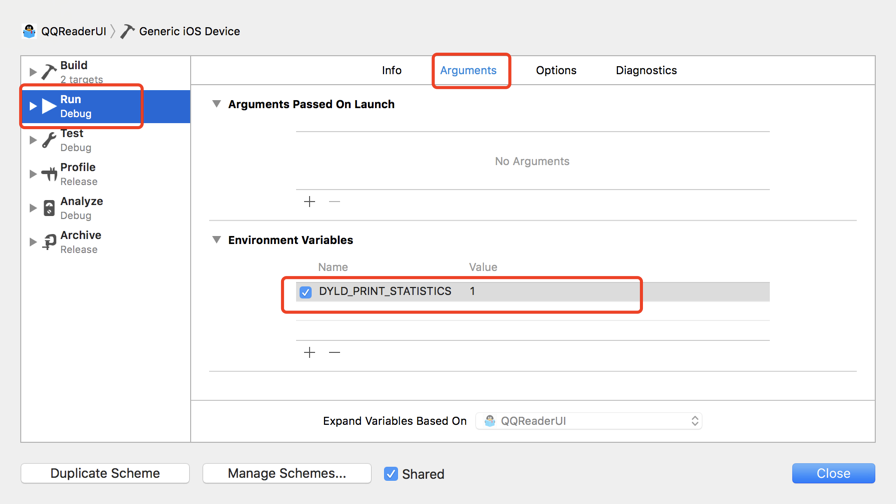 QQReaderUI Generic iOS Device
Build
2 targets
Run
Debug
Test
Debug
Profile
Release
Analyze
Debug
Archive
Release
Info Arguments Options Diagnostics
Arguments Passed On Launch
No Arguments
Environment Variables
Name Value
DYLD_PRINT_STATISTICS 1
Expand Variables Based On QQReaderUI
Duplicate Scheme Manage Schemes... Shared Close